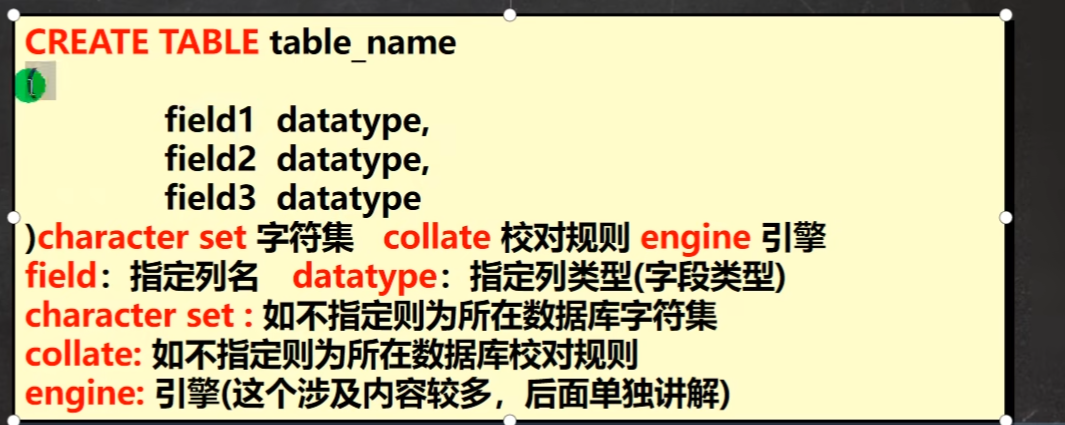 CREATE TABLE table_name
(
field1 datatype,
field2 datatype,
field3 datatype
)character set 字符集 collate 校对规则 engine 引擎
field：指定列名 datatype：指定列类型(字段类型)
character set : 如不指定则为所在数据库字符集
collate: 如不指定则为所在数据库校对规则
engine: 引擎(这个涉及内容较多，后面单独讲解)